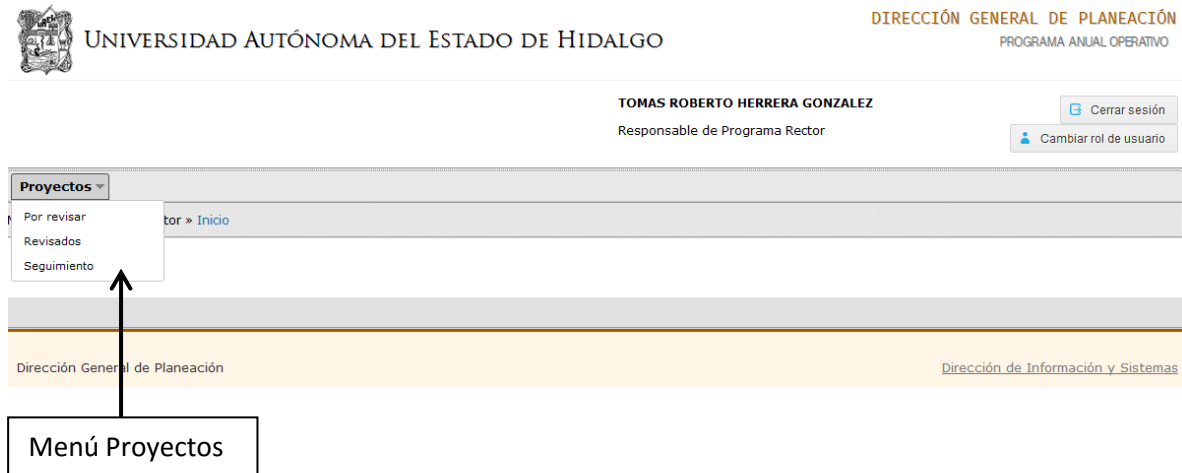 UNIVERSIDAD AUTÓNOMA DEL ESTADO DE HIDALGO
DIRECCIÓN GENERAL DE PLANEACIÓN
PROGRAMA ANUAL OPERATIVO
TOMAS ROBERTO HERRERA GONZALEZ
Responsable de Programa Rector
Cerrar sesión
Cambiar rol de usuario
Proyectos
Por revisar
tor » Inicio
Revisados
Seguimiento
Dirección General de Planeación
Dirección de Información y Sistemas
Menú Proyectos